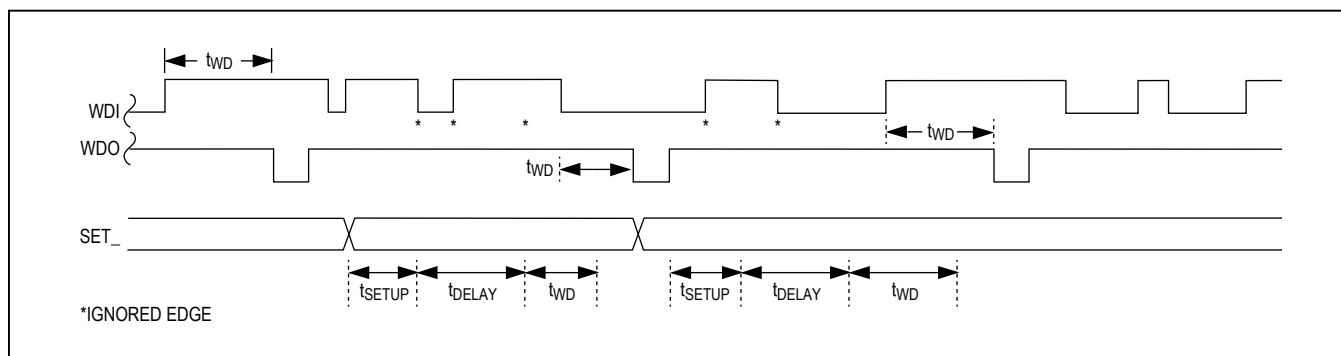 tWD
WDI
* * * * *
tWD
WDO
tWD
SET_
tSETUP tDELAY tWD tSETUP tDELAY tWD
*IGNORED EDGE